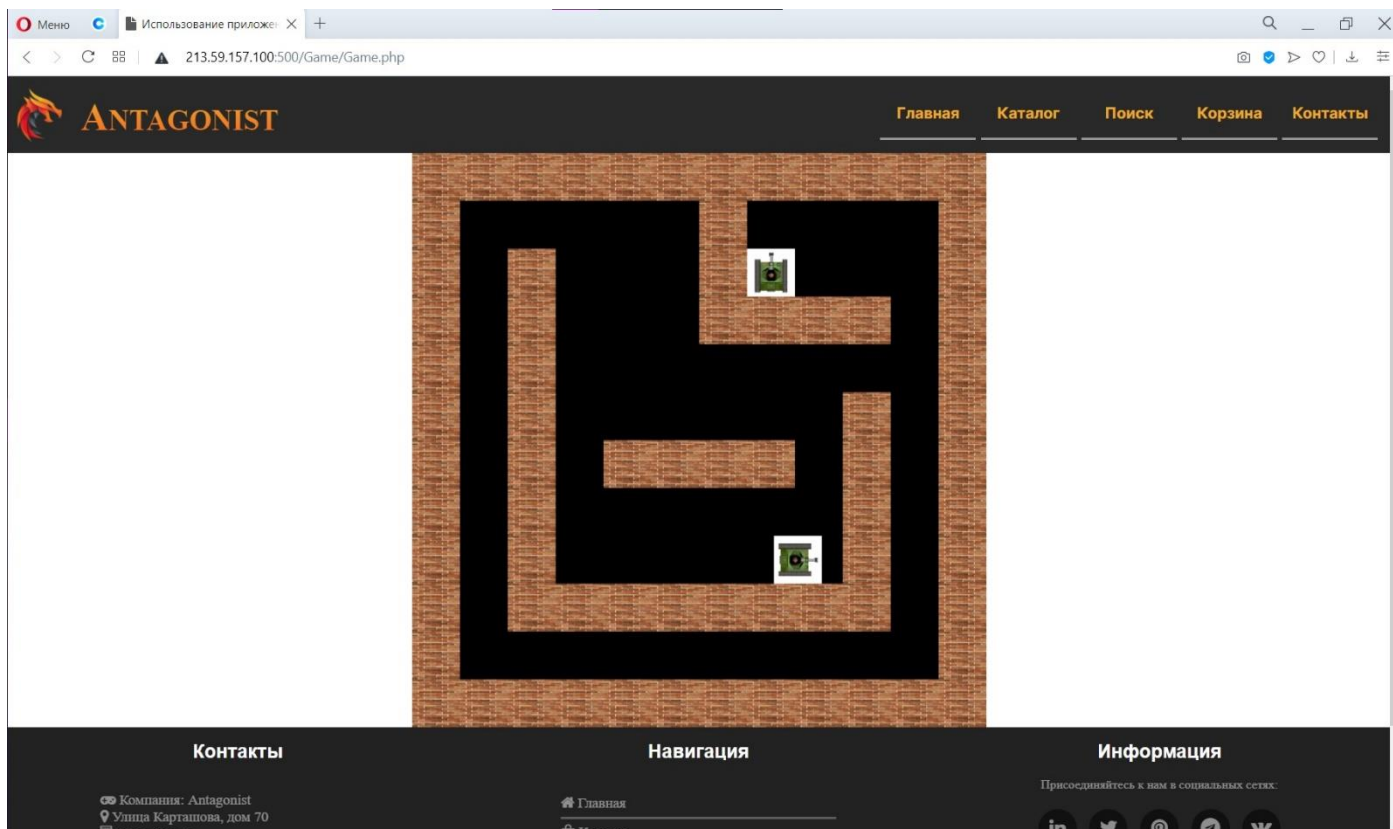 Меню
Использование приложен
213.59.157.100:500/Game/Game.php
ANTAGONIST
Главная Каталог Поиск Корзина Контакты
Контакты Навигация Информация
Присоединяйтесь к нам в социальных сетях:
Компания: Antagonist
Главная
Улица Карташова, дом 70